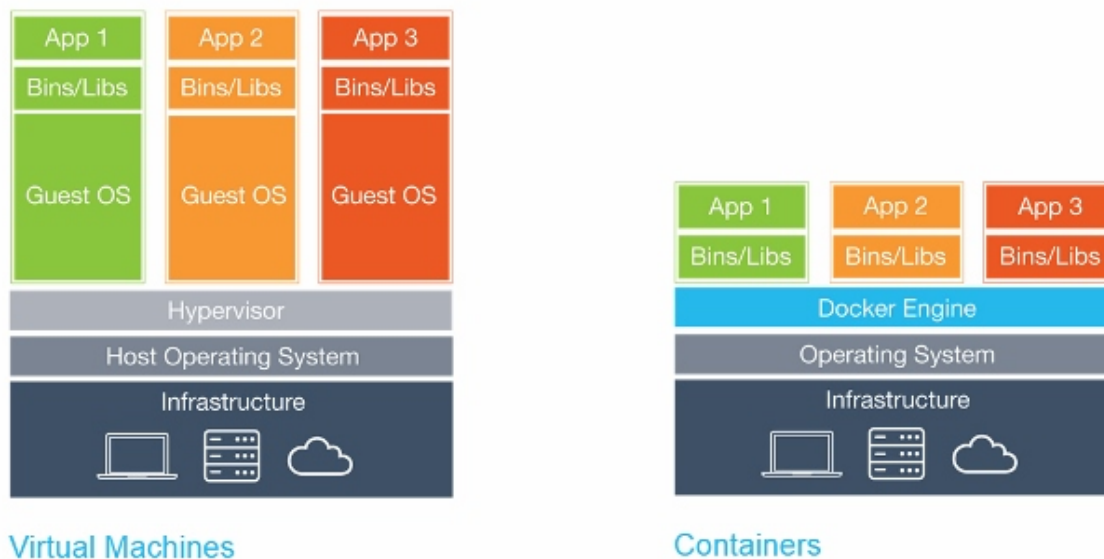 App 1
App 2
App 3
Bins/Libs
Bins/Libs
Bins/Libs
Guest OS
Guest OS
Guest OS
Hypervisor
Host Operating System
Infrastructure
Virtual Machines
App 1
App 2
App 3
Bins/Libs
Bins/Libs
Bins/Libs
Docker Engine
Operating System
Infrastructure
Containers